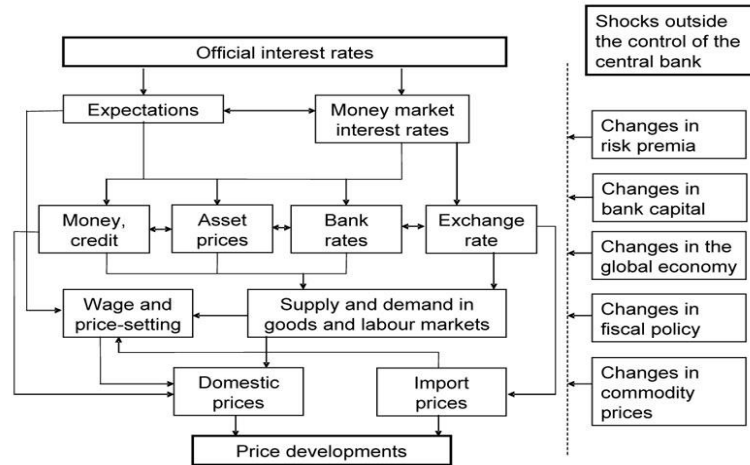 Official interest rates
Shocks outside
the control of the
central bank
Expectations
Money market
interest rates
Changes in
risk premia
Changes in
bank capital
Money,
credit
Asset
prices
Bank
rates
Exchange
rate
Changes in the
global economy
Wage and
price-setting
Supply and demand in
goods and labour markets
Changes in
fiscal policy
Domestic
prices
Import
prices
Changes in
commodity
prices
Price developments